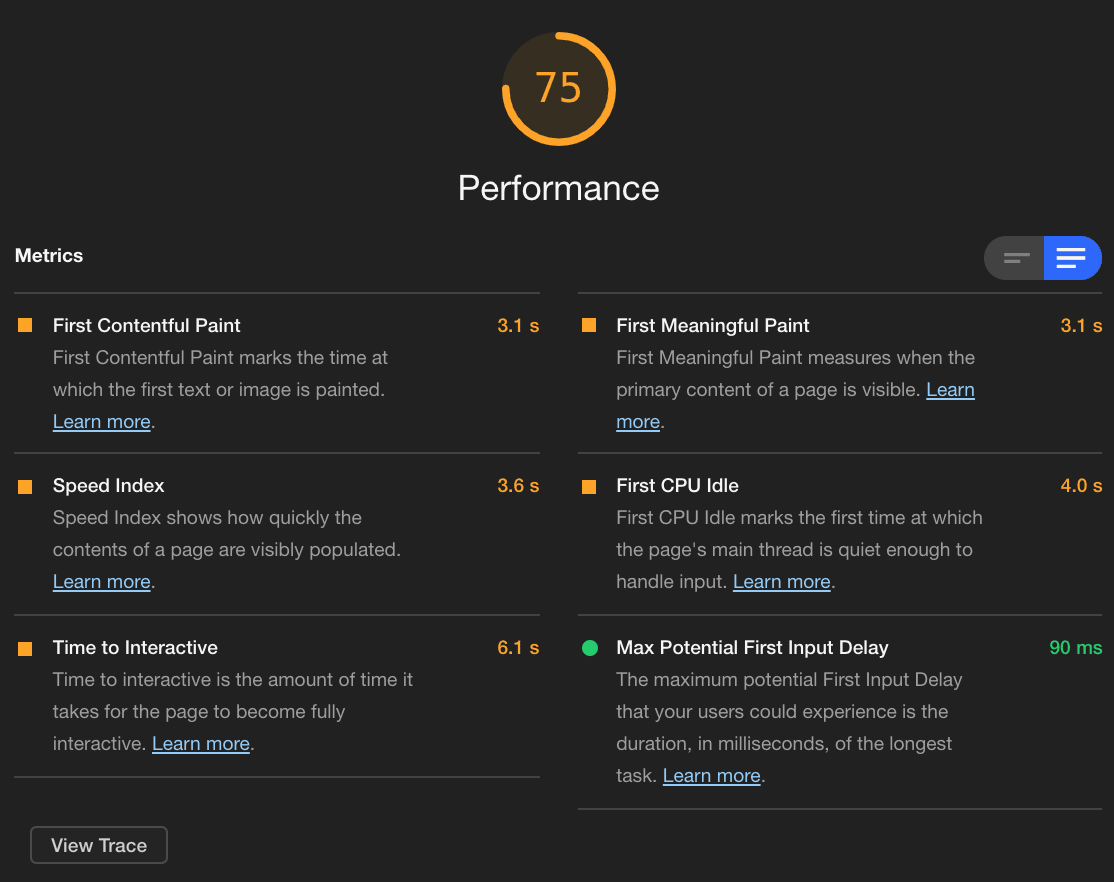 75
Performance
Metrics
First Contentful Paint 3.1 s
First Contentful Paint marks the time at
which the first text or image is painted.
Learn more.
First Meaningful Paint 3.1 s
First Meaningful Paint measures when the
primary content of a page is visible. Learn
more.
Speed Index 3.6 s
Speed Index shows how quickly the
contents of a page are visibly populated.
Learn more.
First CPU Idle 4.0 s
First CPU Idle marks the first time at which
the page's main thread is quiet enough to
handle input. Learn more.
Time to Interactive 6.1 s
Time to interactive is the amount of time it
takes for the page to become fully
interactive. Learn more.
Max Potential First Input Delay 90 ms
The maximum potential First Input Delay
that your users could experience is the
duration, in milliseconds, of the longest
task. Learn more.
View Trace